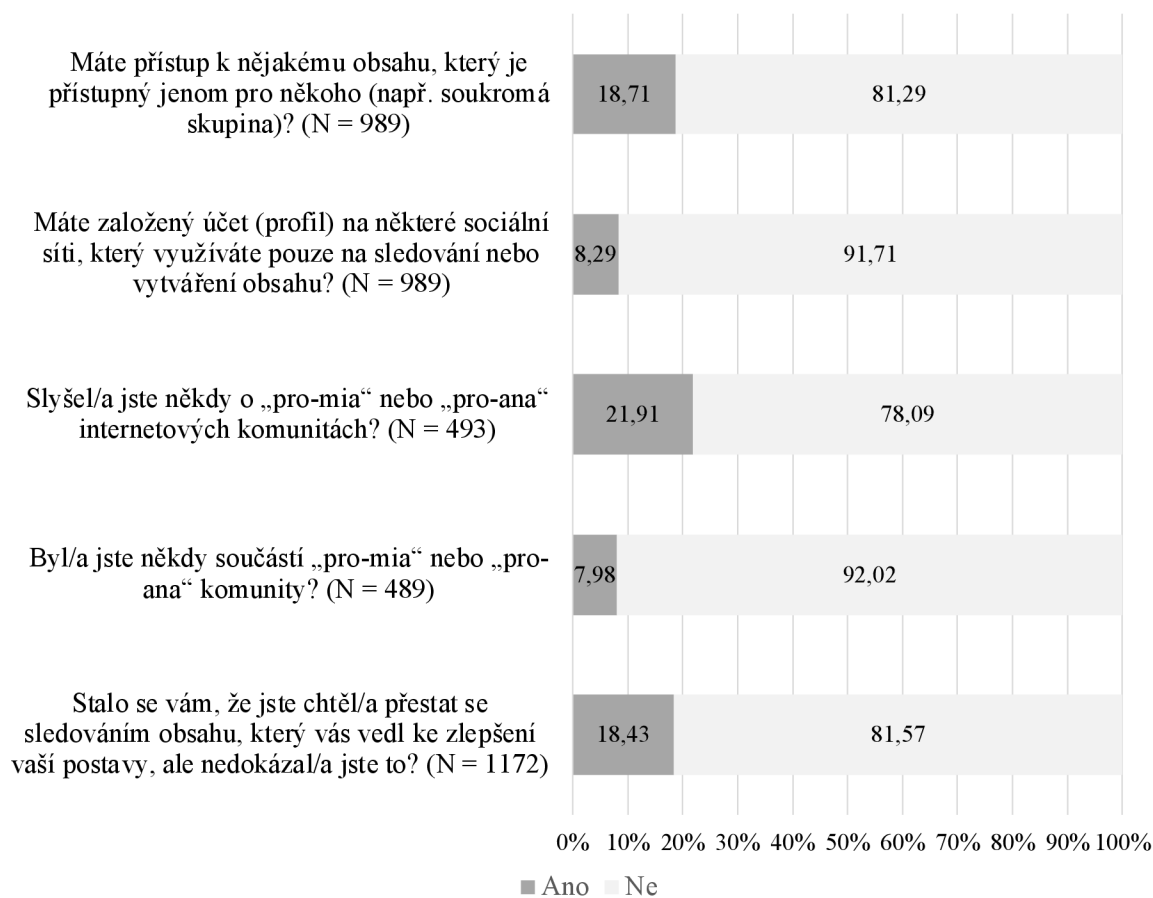 Máte přístup k nějakému obsahu, který je
přístupný jenom pro někoho (např. soukromá
skupina)? (N = 989)
18,71
81,29
Máte založený účet (profil) na některé sociální
síti, který využíváte pouze na sledování nebo
vytváření obsahu? (N = 989)
8,29
91,71
Slyšel/a jste někdy o „pro-mia“ nebo „pro-ana“
internetových komunitách? (N = 493)
21,91
78,09
Byl/a jste někdy součástí „pro-mia“ nebo „pro-
ana“ komunity? (N = 489)
7,98
92,02
Stalo se vám, že jste chtěl/a přestat se
sledováním obsahu, který vás vedl ke zlepšení
vaší postavy, ale nedokázal/a jste to? (N = 1172)
18,43
81,57
0% 10% 20% 30% 40% 50% 60% 70% 80% 90% 100%
Ano Ne